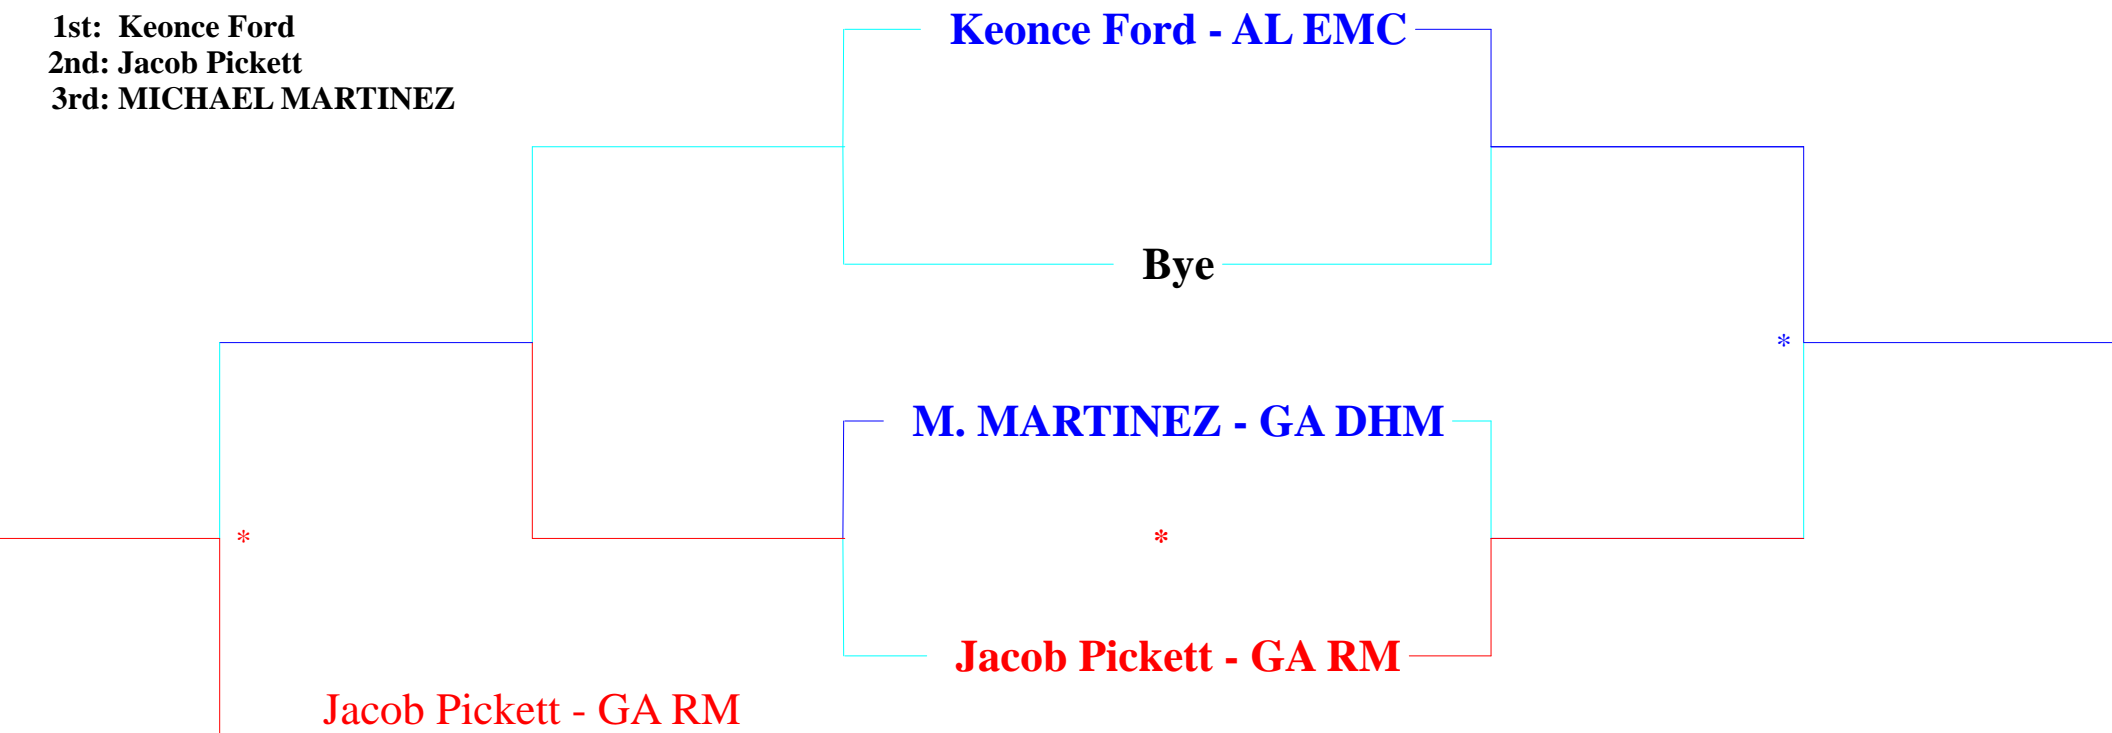 1st: Keonce Ford
2nd: Jacob Pickett
3rd: MICHAEL MARTINEZ
Keonce Ford - AL EMC
Bye
*
M. MARTINEZ - GA DHM
* *
Jacob Pickett - GA RM
Jacob Pickett - GA RM